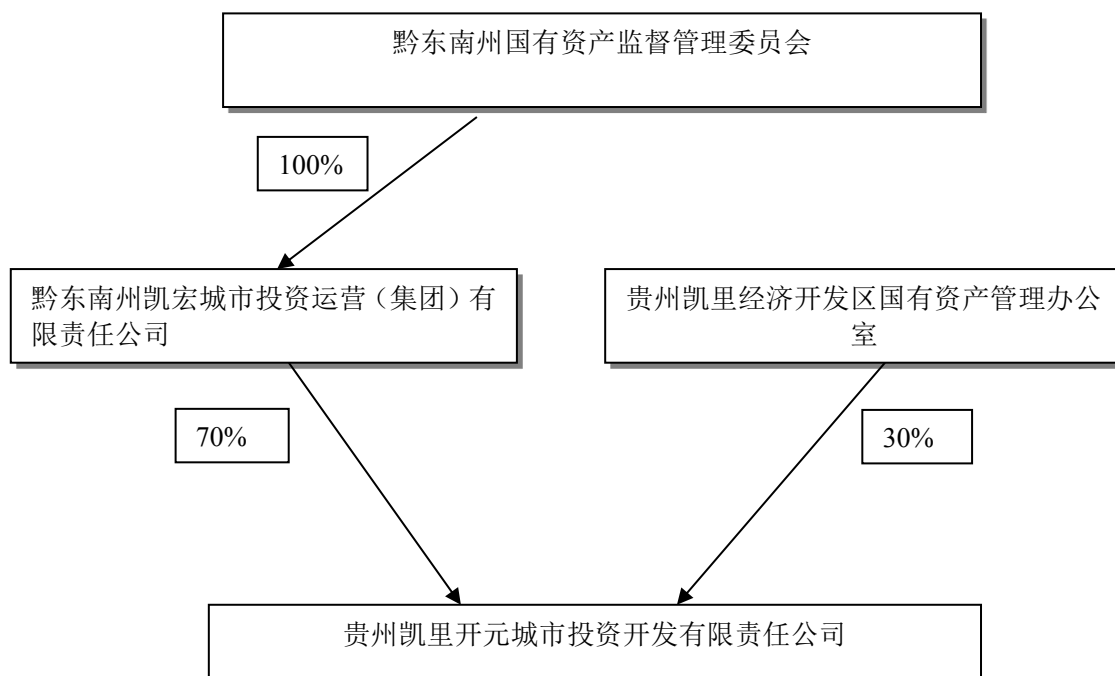 黔东南州国有资产监督管理委员会
100%
黔东南州凯宏城市投资运营（集团）有
限责任公司
贵州凯里经济开发区国有资产管理办公
室
70%
30%
贵州凯里开元城市投资开发有限责任公司